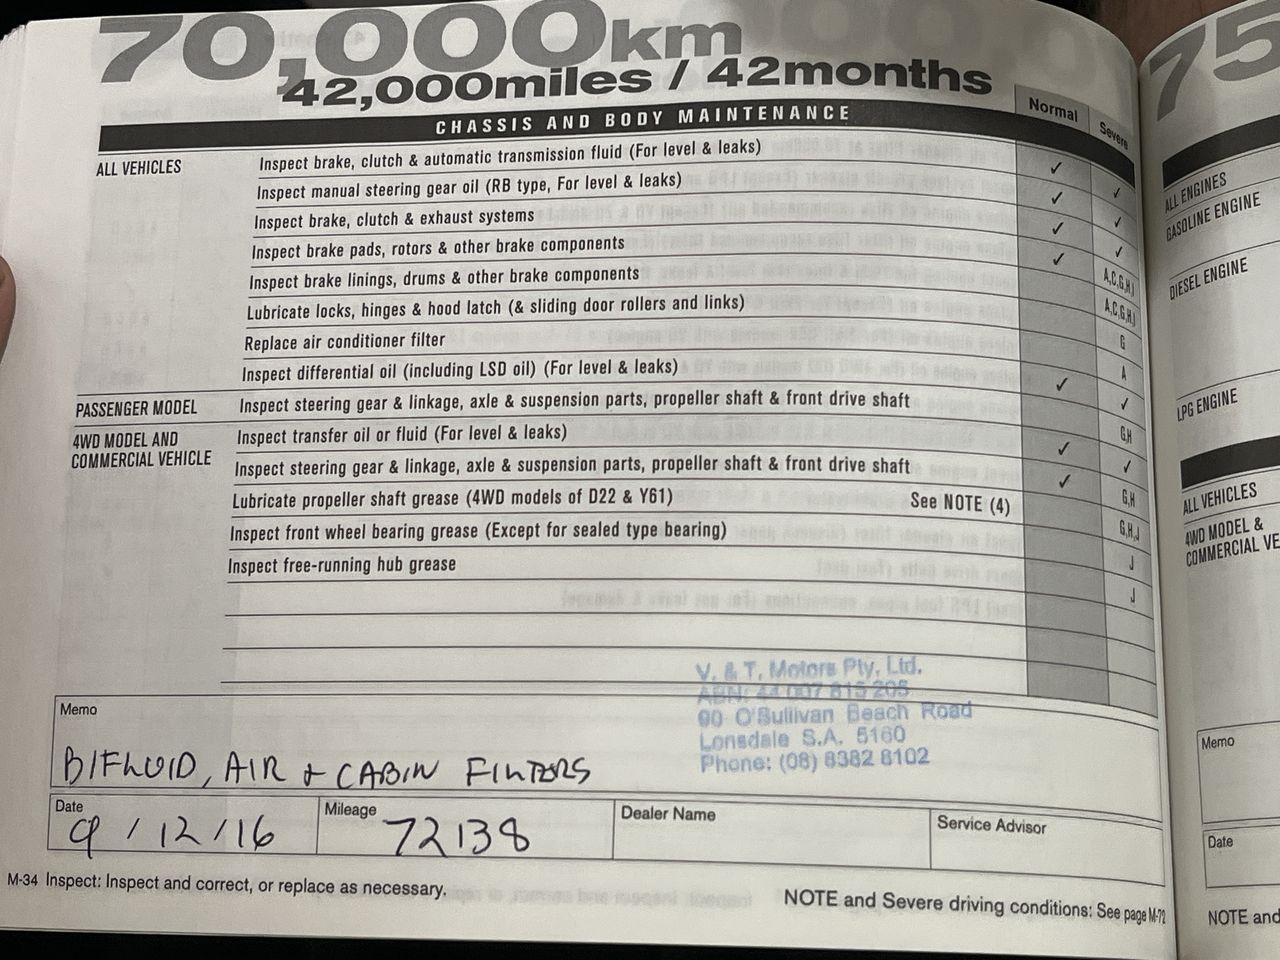 70,000km
42,000miles / 42months
Normal Severe
CHASSIS AND BODY MAINTENANCE
ALL VEHICLES Inspect brake, clutch & automatic transmission fluid (For level & leaks) ✓ ✓
Inspect manual steering gear oil (RB type, For level & leaks) ✓ ✓
Inspect brake, clutch & exhaust systems ✓ ✓
Inspect brake pads, rotors & other brake components ✓ A,C,G,H,J
Inspect brake linings, drums & other brake components A,C,G,H,J
Lubricate locks, hinges & hood latch (& sliding door rollers and links) G
Replace air conditioner filter A
Inspect differential oil (including LSD oil) (For level & leaks) ✓ ✓
PASSENGER MODEL Inspect steering gear & linkage, axle & suspension parts, propeller shaft & front drive shaft G,H
4WD MODEL AND
COMMERCIAL VEHICLE
Inspect transfer oil or fluid (For level & leaks) ✓ ✓
Inspect steering gear & linkage, axle & suspension parts, propeller shaft & front drive shaft ✓ G,H
Lubricate propeller shaft grease (4WD models of D22 & Y61) See NOTE (4) G,H,J
Inspect front wheel bearing grease (Except for sealed type bearing) J
Inspect free-running hub grease J
V. & T. Motors Pty, Ltd.
ABN: 44 007 815 205
90 O'Sullivan Beach Road
Lonsdale S.A. 5160
Phone: (08) 8382 8102
Memo
B/FLUID, AIR + CABIN FILTERS
Date
9/12/16
Mileage
72138
Dealer Name
Service Advisor
M-34 Inspect: Inspect and correct, or replace as necessary.
NOTE and Severe driving conditions: See page M-72
75
ALL ENGINES
GASOLINE ENGINE
DIESEL ENGINE
LPG ENGINE
ALL VEHICLES
4WD MODEL &
COMMERCIAL VE
Memo
Date
NOTE and